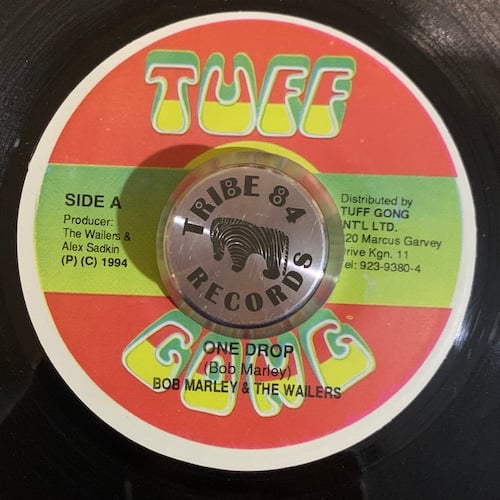 TUFF
SIDE A
Producer:
The Wailers &
Alex Sadkin
(P) (C) 1994
TRIBE 84
RECORDS
Distributed by
TUFF GONG
INT'L LTD.
220 Marcus Garvey
Drive Kgn. 11
Tel: 923-9380-4
GONG
ONE DROP
(Bob Marley)
BOB MARLEY & THE WAILERS